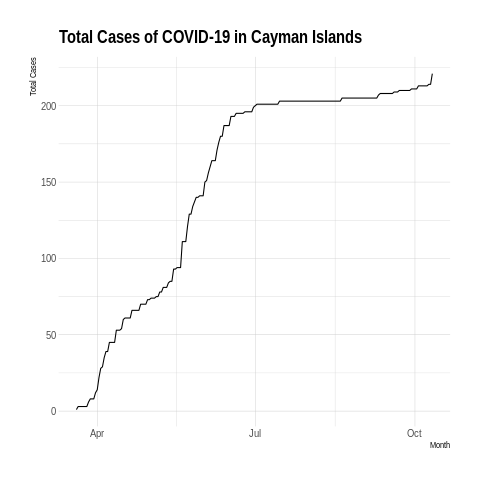 Total Cases of COVID-19 in Cayman Islands
Total Cases
200
150
100
50
0
Apr Jul Oct
Month